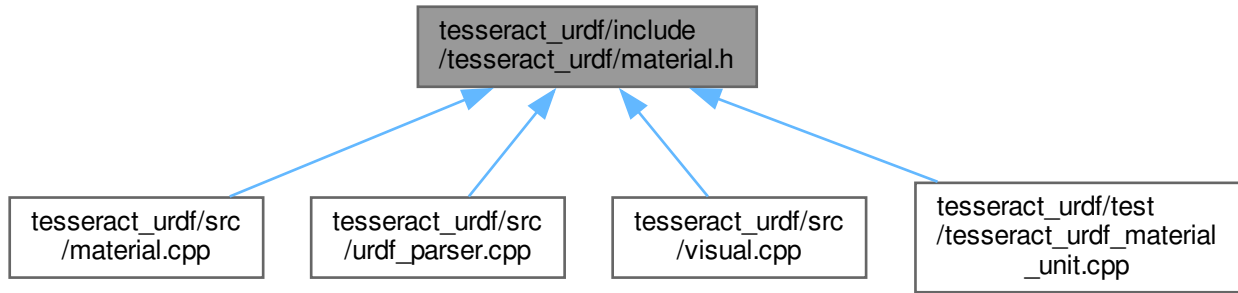 tesseract_urdf/include
/tesseract_urdf/material.h
tesseract_urdf/src
/material.cpp
tesseract_urdf/src
/urdf_parser.cpp
tesseract_urdf/src
/visual.cpp
tesseract_urdf/test
/tesseract_urdf_material
_unit.cpp